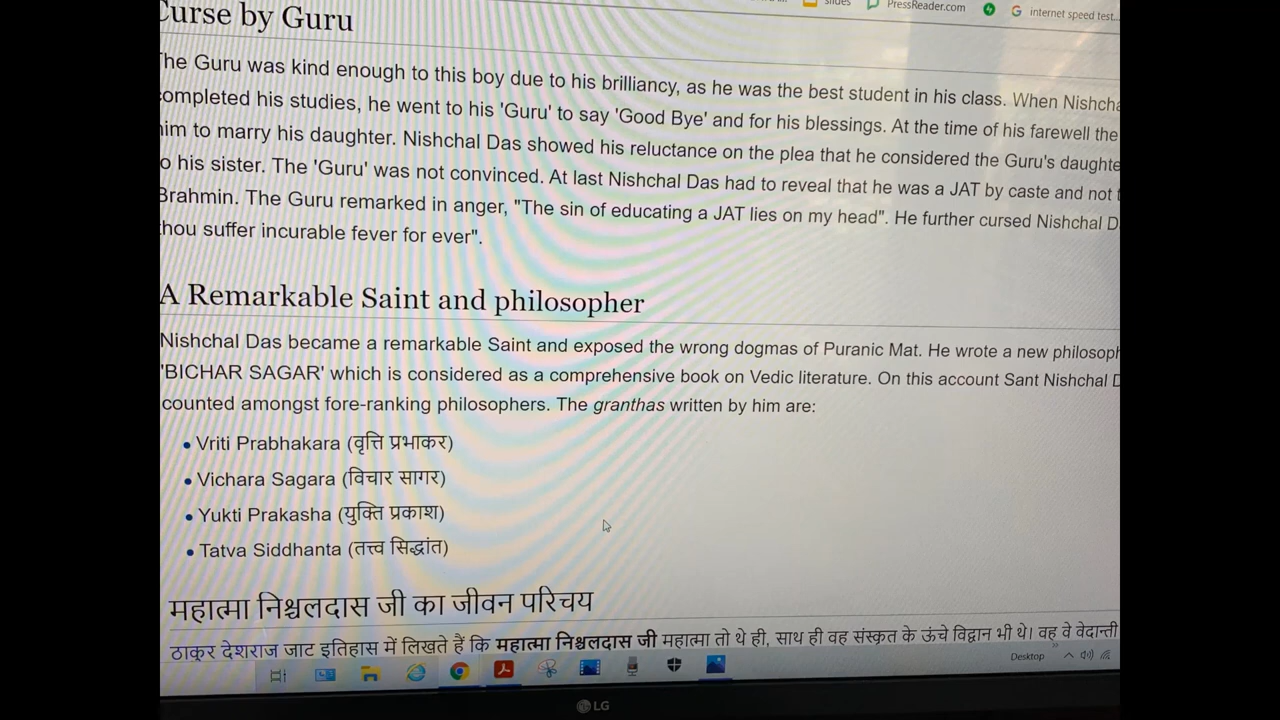 slides PressReader.com internet speed test...
Curse by Guru
The Guru was kind enough to this boy due to his brilliancy, as he was the best student in his class. When Nishcha
completed his studies, he went to his 'Guru' to say 'Good Bye' and for his blessings. At the time of his farewell the
him to marry his daughter. Nishchal Das showed his reluctance on the plea that he considered the Guru's daughte
o his sister. The 'Guru' was not convinced. At last Nishchal Das had to reveal that he was a JAT by caste and not
Brahmin. The Guru remarked in anger, "The sin of educating a JAT lies on my head". He further cursed Nishchal D
thou suffer incurable fever for ever".
A Remarkable Saint and philosopher
Nishchal Das became a remarkable Saint and exposed the wrong dogmas of Puranic Mat. He wrote a new philosoph
'BICHAR SAGAR' which is considered as a comprehensive book on Vedic literature. On this account Sant Nishchal D
counted amongst fore-ranking philosophers. The granthas written by him are:
• Vriti Prabhakara (वृत्ति प्रभाकर)
• Vichara Sagara (विचार सागर)
• Yukti Prakasha (युक्ति प्रकाश)
• Tatva Siddhanta (तत्त्व सिद्धांत)
महात्मा निश्चलदास जी का जीवन परिचय
ठाकुर देशराज जाट इतिहास में लिखते हैं कि महात्मा निश्चलदास जी महात्मा तो थे ही, साथ ही वह संस्कृत के ऊंचे विद्वान भी थे। वह वे वेदान्ती
Desktop
LG